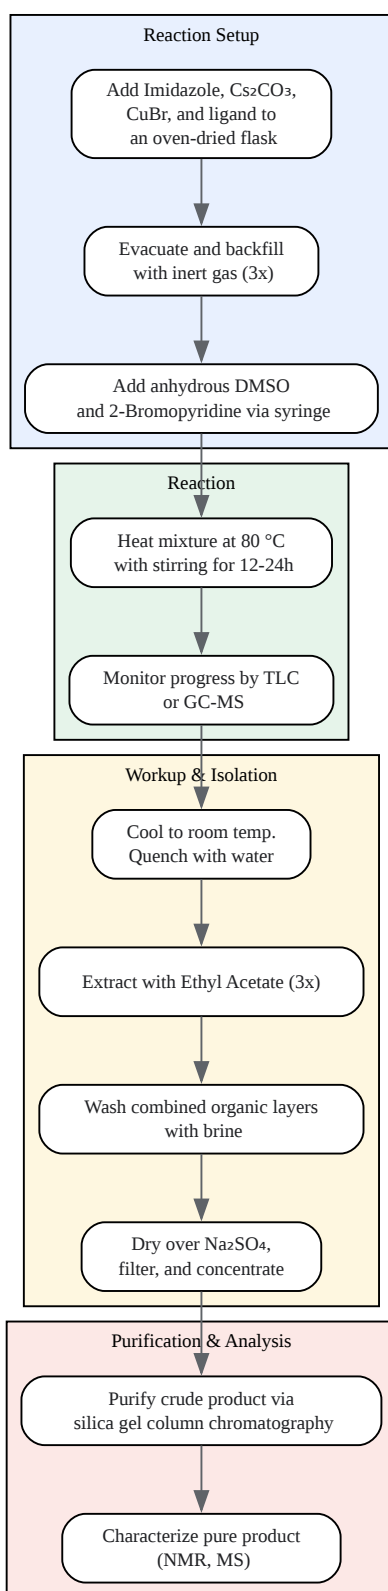 Reaction Setup
Add Imidazole, Cs₂CO₃,
CuBr, and ligand to
an oven-dried flask
Evacuate and backfill
with inert gas (3x)
Add anhydrous DMSO
and 2-Bromopyridine via syringe
Reaction
Heat mixture at 80 °C
with stirring for 12-24h
Monitor progress by TLC
or GC-MS
Workup & Isolation
Cool to room temp.
Quench with water
Extract with Ethyl Acetate (3x)
Wash combined organic layers
with brine
Dry over Na₂SO₄,
filter, and concentrate
Purification & Analysis
Purify crude product via
silica gel column chromatography
Characterize pure product
(NMR, MS)